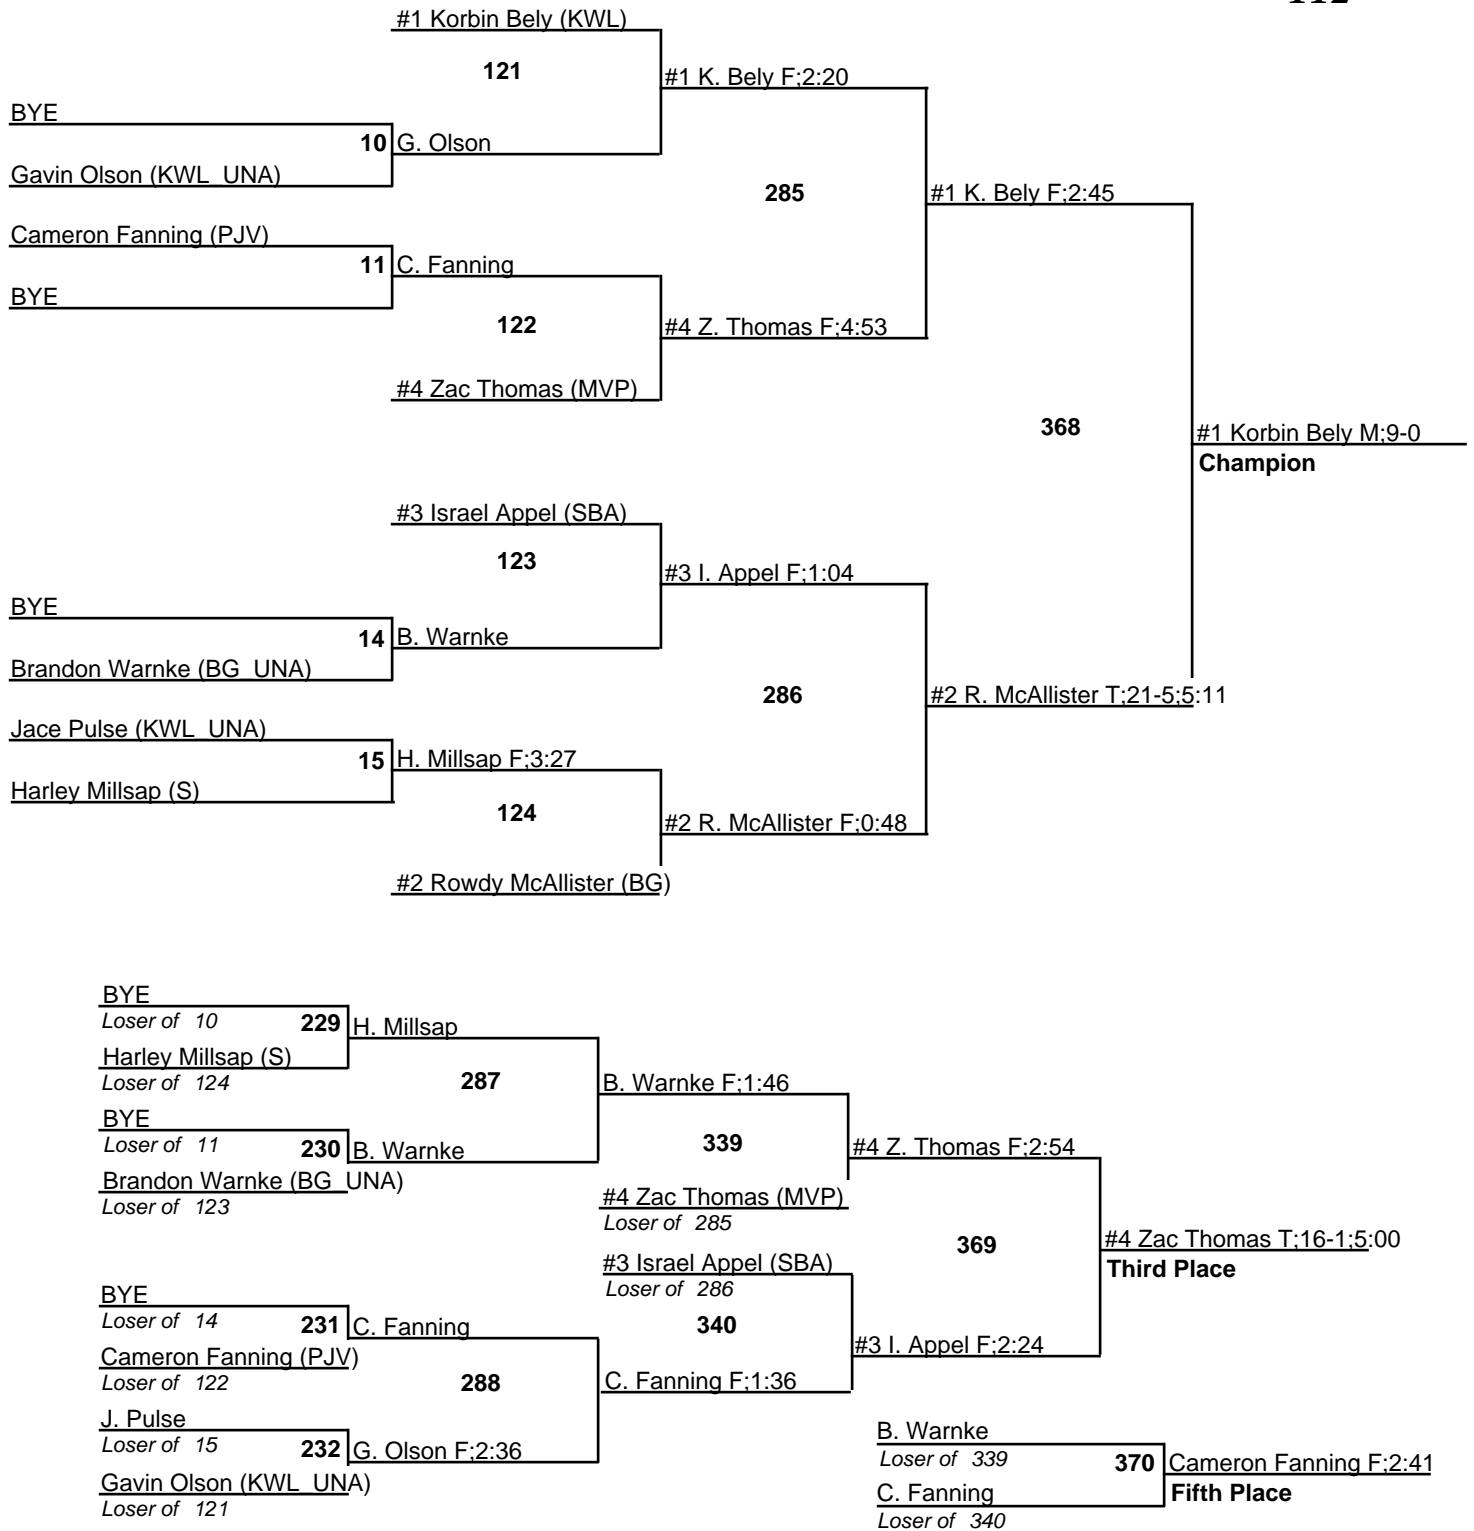 #1 Korbin Bely (KWL)
121
#1 K. Bely F;2:20
BYE
10 G. Olson
Gavin Olson (KWL_UNA)
285
#1 K. Bely F;2:45
Cameron Fanning (PJV)
11 C. Fanning
BYE
122
#4 Z. Thomas F;4:53
#4 Zac Thomas (MVP)
368
#1 Korbin Bely M;9-0
Champion
#3 Israel Appel (SBA)
123
#3 I. Appel F;1:04
BYE
14 B. Warnke
Brandon Warnke (BG_UNA)
286
#2 R. McAllister T;21-5;5:11
Jace Pulse (KWL_UNA)
15 H. Millsap F;3:27
Harley Millsap (S)
124
#2 R. McAllister F;0:48
#2 Rowdy McAllister (BG)
BYE
Loser of 10
229 H. Millsap
Harley Millsap (S)
Loser of 124
287
B. Warnke F;1:46
BYE
Loser of 11
230 B. Warnke
Brandon Warnke (BG_UNA)
Loser of 123
339
#4 Z. Thomas F;2:54
#4 Zac Thomas (MVP)
Loser of 285
369
#4 Zac Thomas T;16-1;5:00
Third Place
#3 Israel Appel (SBA)
Loser of 286
BYE
Loser of 14
231 C. Fanning
340
#3 I. Appel F;2:24
Cameron Fanning (PJV)
Loser of 122
288
C. Fanning F;1:36
J. Pulse
Loser of 15
232 G. Olson F;2:36
Gavin Olson (KWL_UNA)
Loser of 121
B. Warnke
Loser of 339
370 Cameron Fanning F;2:41
Fifth Place
C. Fanning
Loser of 340